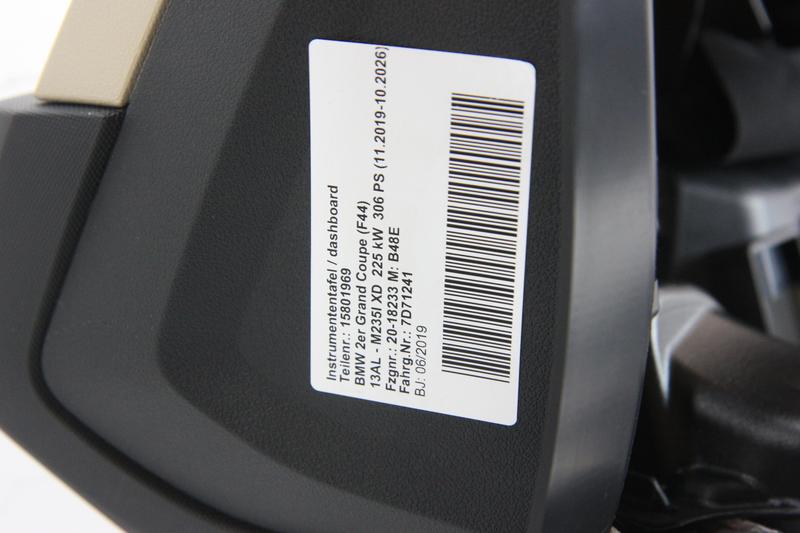 Instrumententafel / dashboard
Teilenr.: 15801969
BMW 2er Grand Coupe (F44)
13AL - M235I XD 225 kW 306 PS (11.2019-10.2026)
Fzgnr.: 20-18233 M: B48E
Fahrg.Nr.: 7D71241
BJ: 06/2019